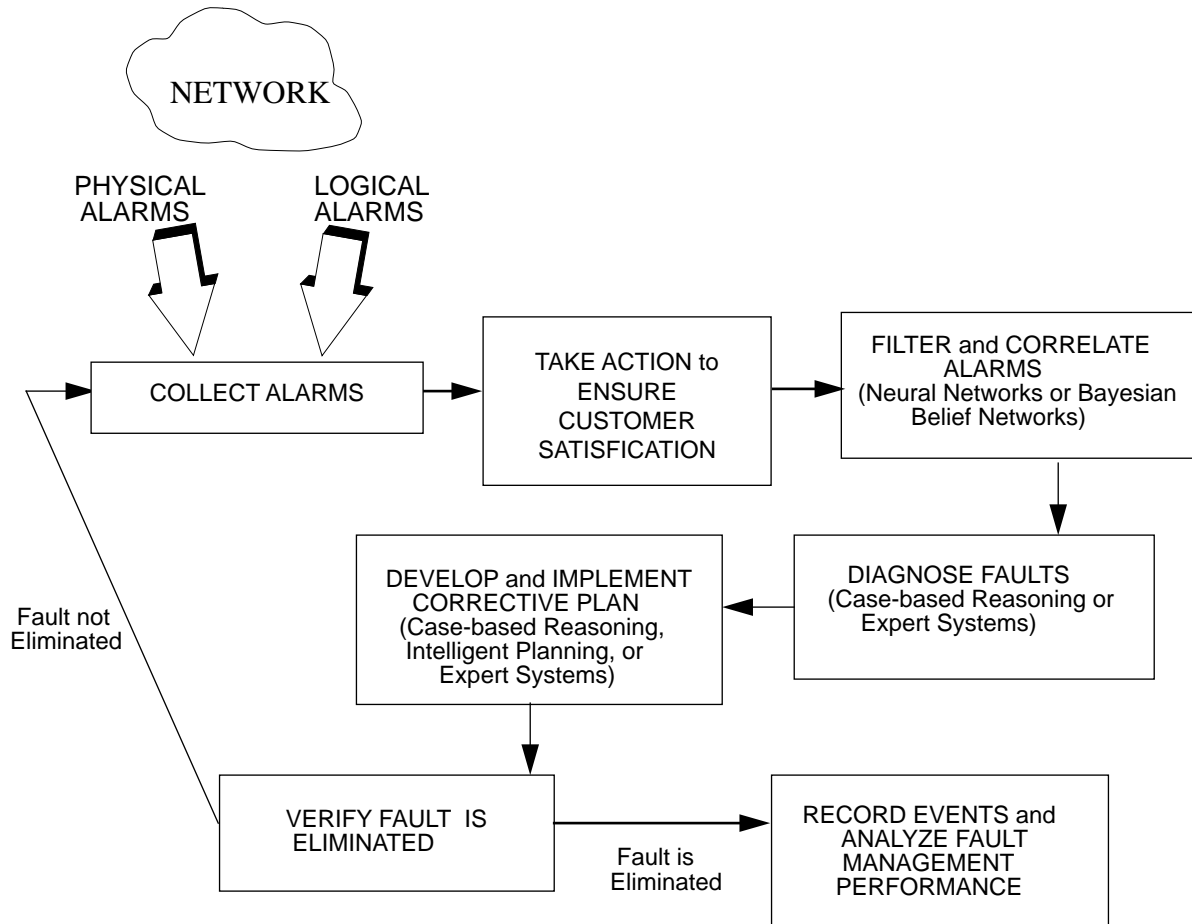 NETWORK
PHYSICAL
ALARMS
LOGICAL
ALARMS
COLLECT ALARMS
TAKE ACTION to
ENSURE
CUSTOMER
SATISFICATION
FILTER and CORRELATE
ALARMS
(Neural Networks or Bayesian
Belief Networks)
DIAGNOSE FAULTS
(Case-based Reasoning or
Expert Systems)
DEVELOP and IMPLEMENT
CORRECTIVE PLAN
(Case-based Reasoning,
Intelligent Planning, or
Expert Systems)
Fault not
Eliminated
VERIFY FAULT IS
ELIMINATED
Fault is
Eliminated
RECORD EVENTS and
ANALYZE FAULT
MANAGEMENT
PERFORMANCE